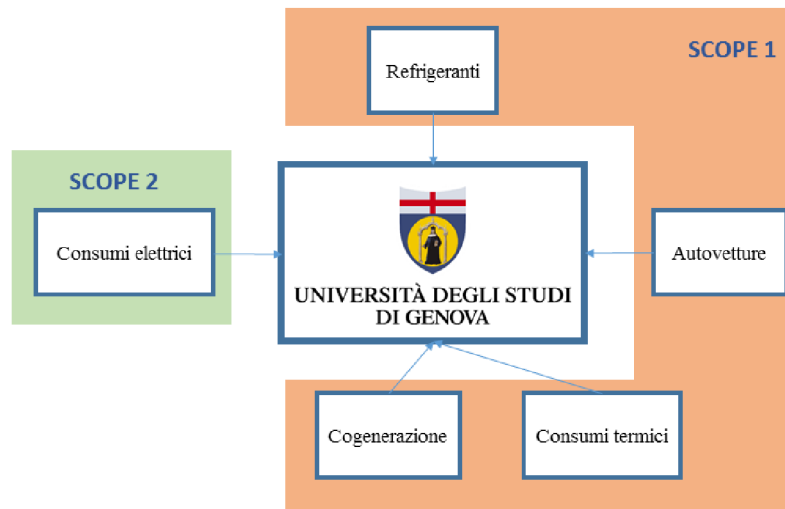 SCOPE 1
Refrigeranti
SCOPE 2
Consumi elettrici
UNIVERSITÀ DEGLI STUDI
DI GENOVA
Autovetture
Cogenerazione
Consumi termici